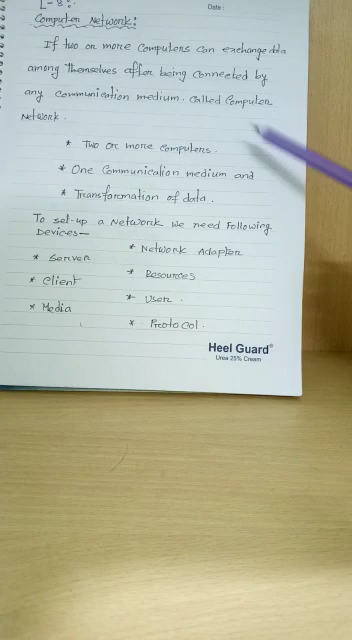 L-8:
Date:
Computer Network:
If two or more computers can exchange data
among themselves after being connected by
any communication medium. called Computer
Network.
* Two or more computers.
* One Communication medium and
* Transformation of data.
To set-up a Network we need Following
Devices—
* Network Adapter
* Server
* Resources
* Client
* User.
* Media
* Protocol.
Heel Guard®
Urea 25% Cream